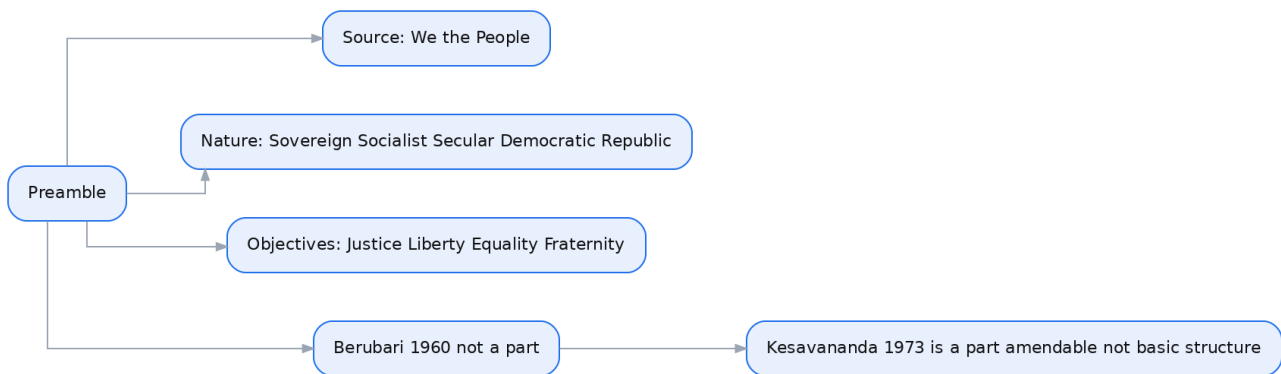 Source: We the People
Nature: Sovereign Socialist Secular Democratic Republic
Preamble
Objectives: Justice Liberty Equality Fraternity
Berubari 1960 not a part
Kesavananda 1973 is a part amendable not basic structure